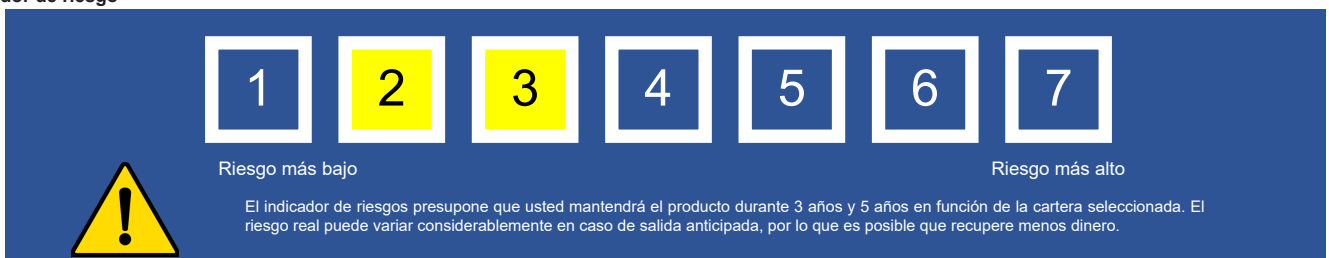 de riesgo
1 2 3 4 5 6 7
Riesgo más bajo Riesgo más alto
El indicador de riesgos presupone que usted mantendrá el producto durante 3 años y 5 años en función de la cartera seleccionada. El
riesgo real puede variar considerablemente en caso de salida anticipada, por lo que es posible que recupere menos dinero.